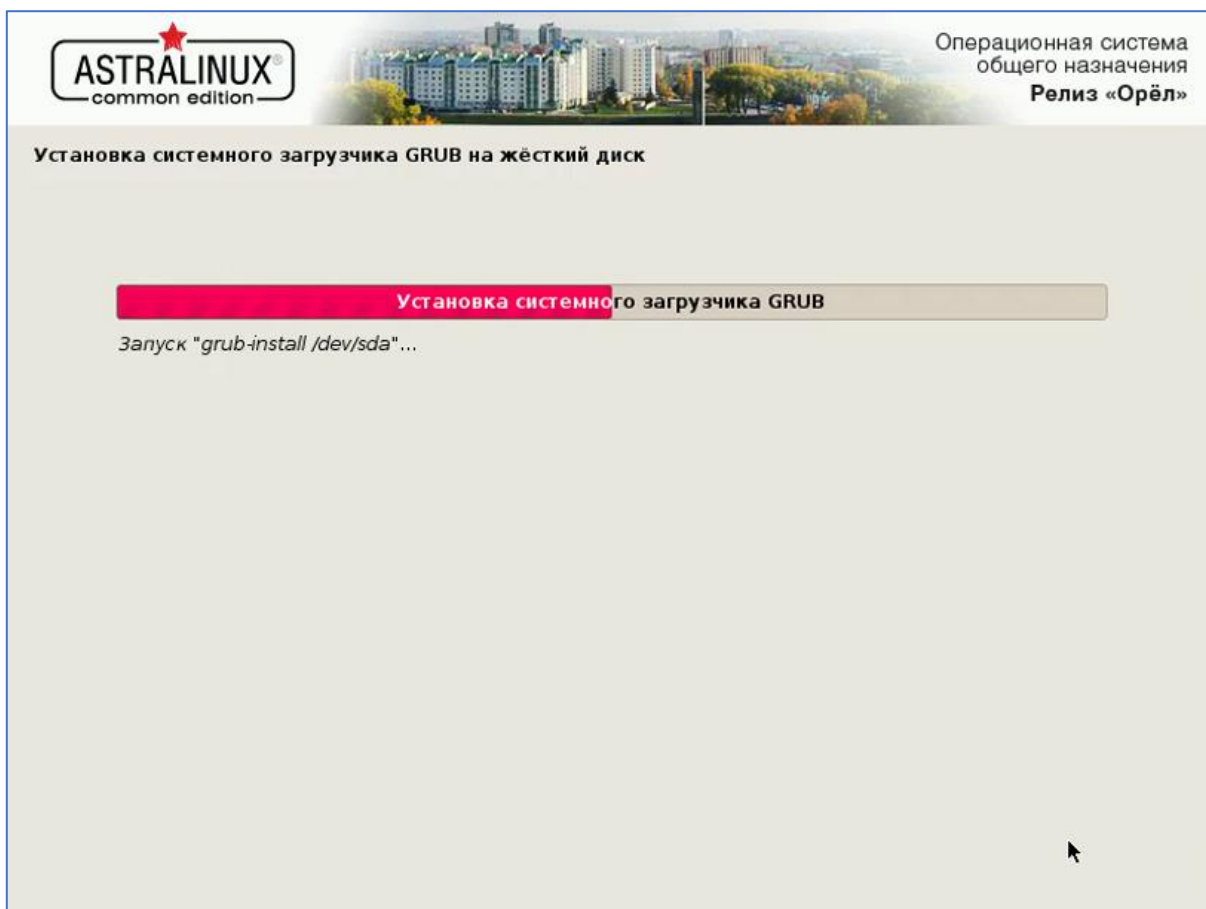 ASTRALINUX®
common edition
Операционная система
общего назначения
Релиз «Орёл»
Установка системного загрузчика GRUB на жёсткий диск
Установка системного загрузчика GRUB
Запуск "grub-install /dev/sda"...